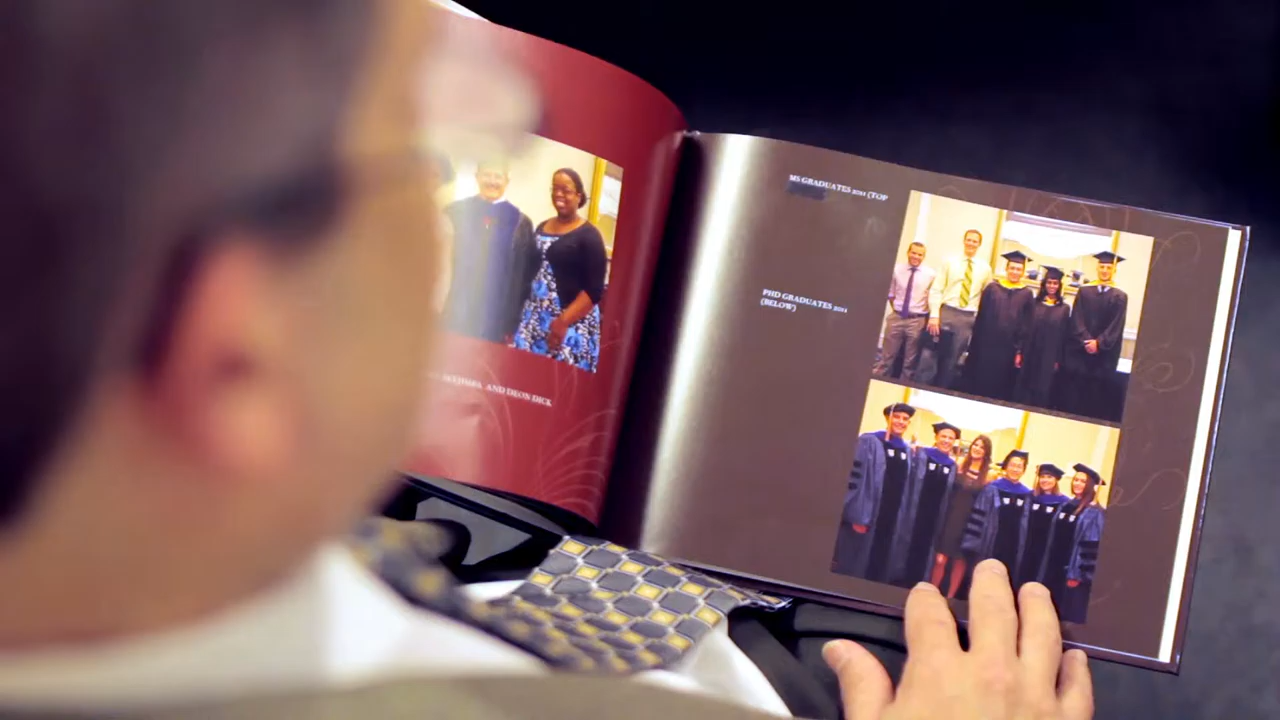 AND DEON DICK
MS GRADUATES 2014 (TOP
PHD GRADUATES 2014
(BELOW)